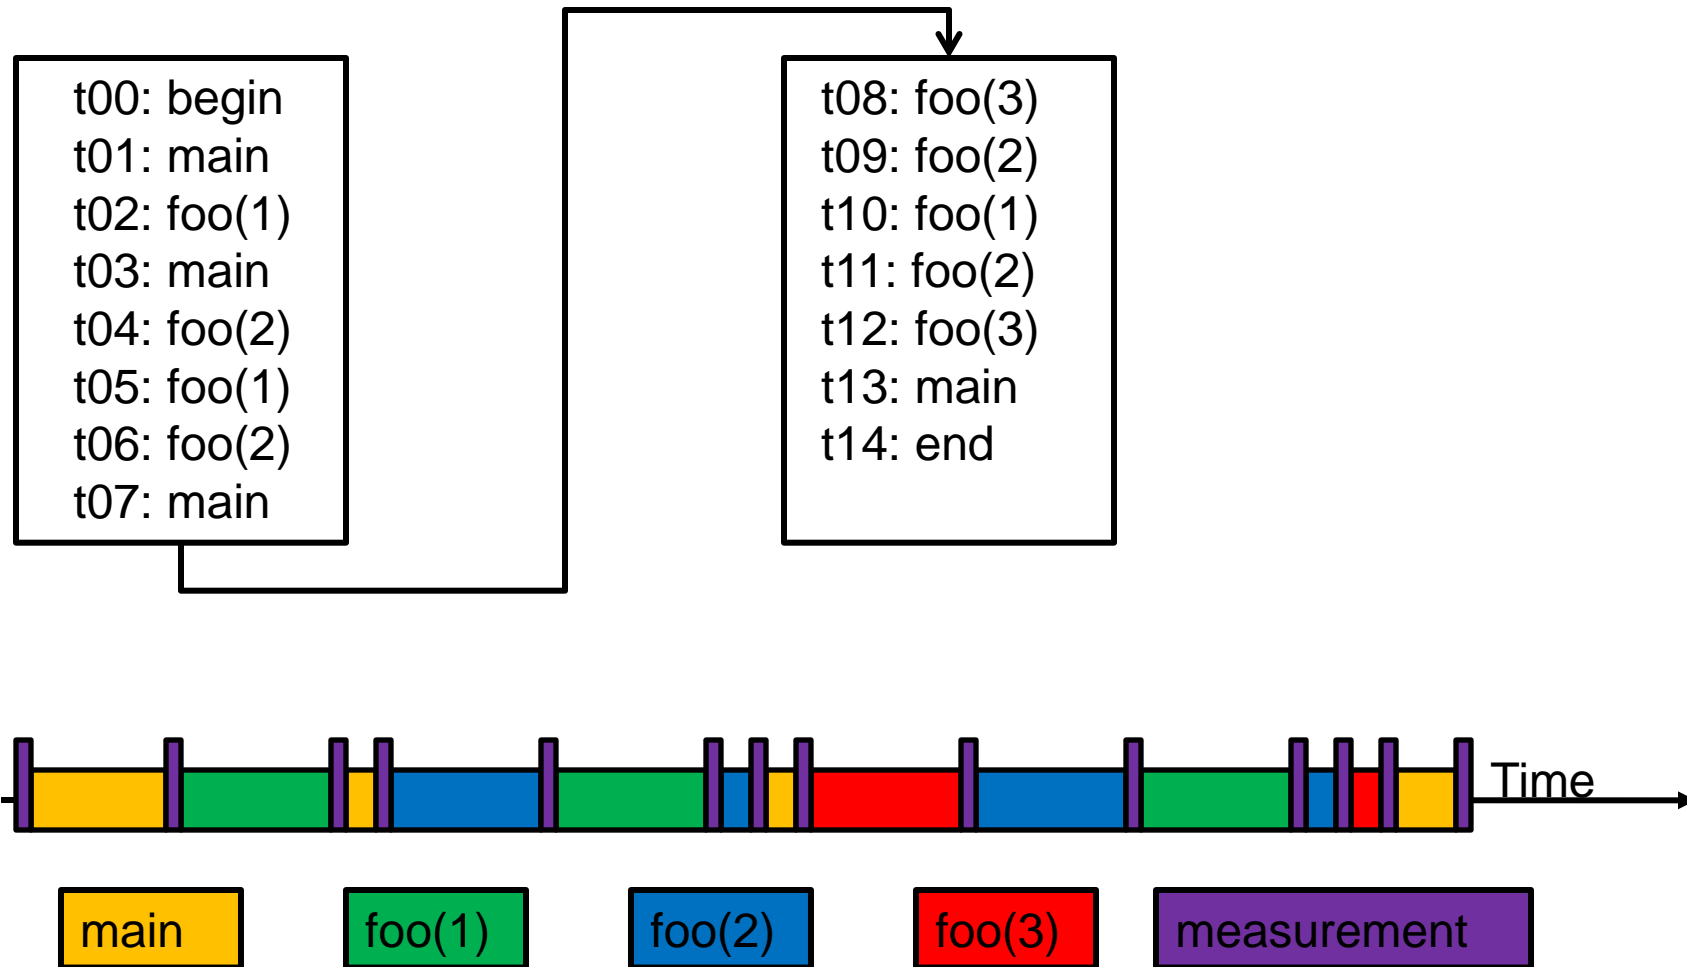 t00: begin
t01: main
t02: foo(1)
t03: main
t04: foo(2)
t05: foo(1)
t06: foo(2)
t07: main
t08: foo(3)
t09: foo(2)
t10: foo(1)
t11: foo(2)
t12: foo(3)
t13: main
t14: end
Time
main
foo(1)
foo(2)
foo(3)
measurement